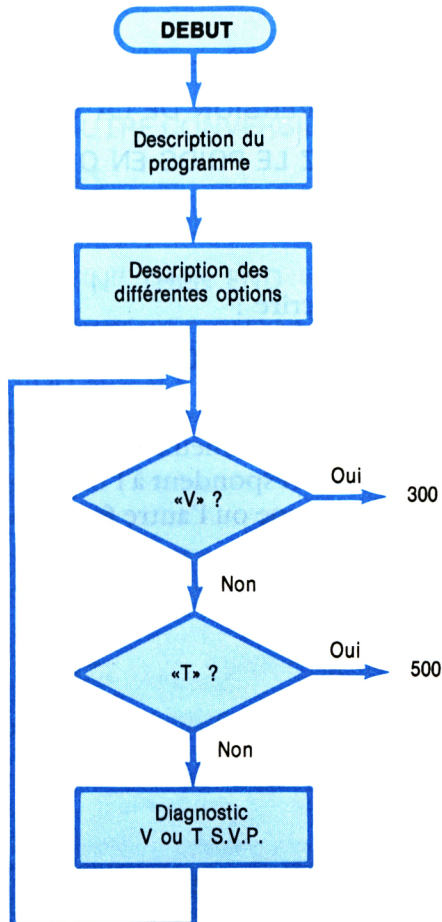 DEBUT
Description du
programme
Description des
différentes options
«V» ?
Oui
300
Non
«T» ?
Oui
500
Non
Diagnostic
V ou T S.V.P.